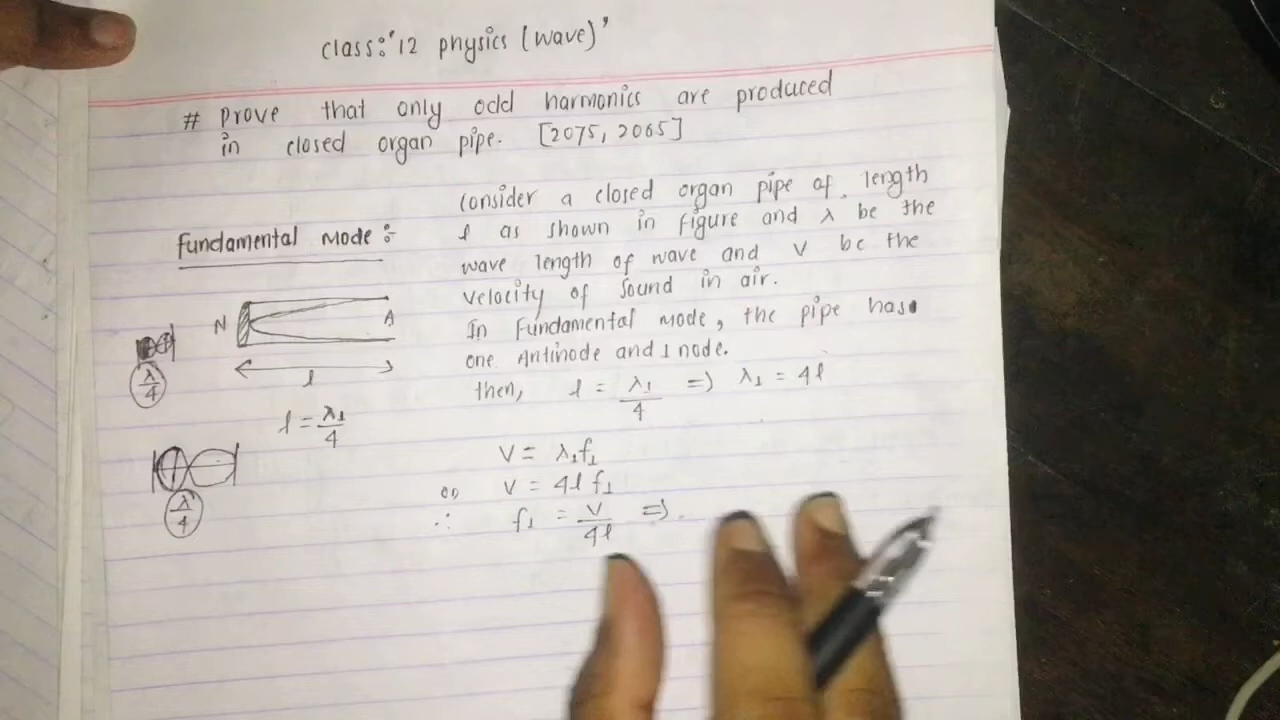 class:'12 physics (wave)'
# prove that only odd harmonics are produced
in closed organ pipe. [2075, 2065]
Consider a closed organ pipe of length
l as shown in figure and λ be the
wave length of wave and v be the
velocity of sound in air.
In Fundamental mode, the pipe has
one Antinode and 1 node.
then, l = λ₁/4 => λ₁ = 4l
v = λ₁f₁
or v = 4l f₁
∴ f₁ = v/4l =>
Fundamental Mode :-
N A
l
λ/4
l = λ₁/4
λ/4